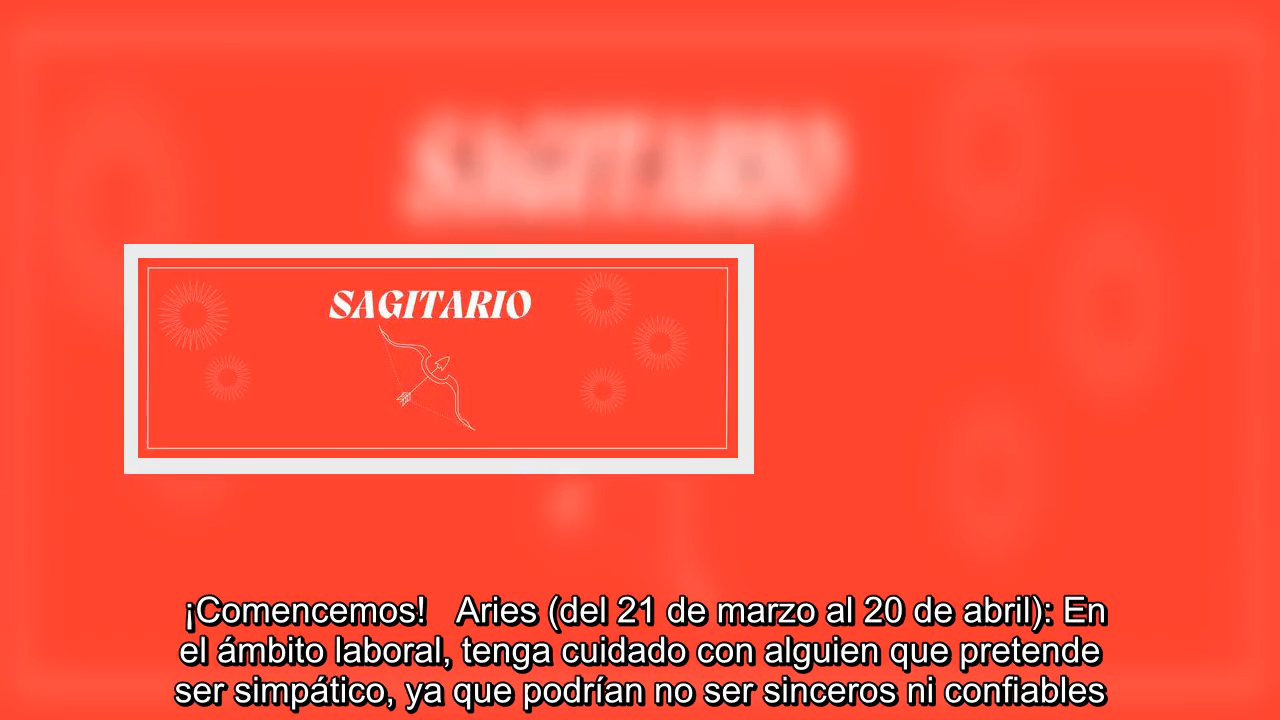 SAGITARIO
SAGITARIO
¡Comencemos!   Aries (del 21 de marzo al 20 de abril): En
el ámbito laboral, tenga cuidado con alguien que pretende
ser simpático, ya que podrían no ser sinceros ni confiables